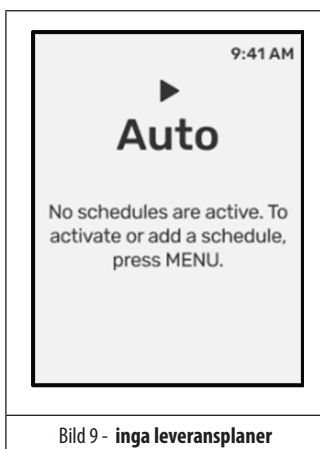 9:41 AM
Auto
No schedules are active. To
activate or add a schedule,
press MENU.
Bild 9 - inga leveransplaner